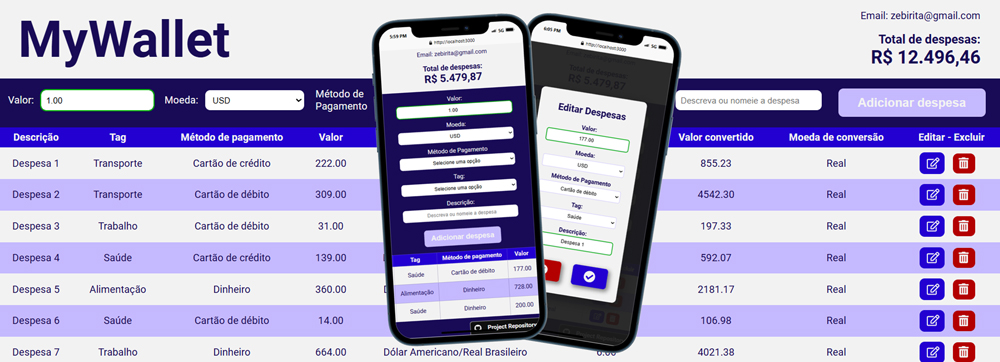 MyWallet
Email: zebirita@gmail.com
Total de despesas:
R$ 12.496,46
Valor: 1.00 Moeda: USD Método de Pagamento
Descreva ou nomeie a despesa Adicionar despesa
Descrição Tag Método de pagamento Valor Valor convertido Moeda de conversão Editar - Excluir
Despesa 1 Transporte Cartão de crédito 222.00 855.23 Real
Despesa 2 Transporte Cartão de débito 309.00 4542.30 Real
Despesa 3 Trabalho Cartão de débito 31.00 197.33 Real
Despesa 4 Saúde Cartão de crédito 139.00 592.07 Real
Despesa 5 Alimentação Dinheiro 360.00 2181.17 Real
Despesa 6 Saúde Cartão de débito 14.00 106.98 Real
Despesa 7 Trabalho Dinheiro 664.00 Dólar Americano/Real Brasileiro 4021.38 Real
5:59 PM 5G
http://localhost:3000
Email: zebirita@gmail.com
Total de despesas:
R$ 5.479,87
Valor:
1.00
Moeda:
USD
Método de Pagamento
Selecione uma opção
Tag:
Selecione uma opção
Descrição:
Descreva ou nomeie a despesa
Adicionar despesa
Tag Método de pagamento Valor
Saúde Cartão de débito 177.00
Alimentação Dinheiro 728.00
Saúde Dinheiro 200.00
Project Repository
6:05 PM 5G
http://localhost:3000
Total de despesas:
R$ 5.477,87
Editar Despesas
Valor:
177.00
Moeda:
USD
Método de Pagamento
Cartão de débito
Tag:
Saúde
Descrição:
Despesa 1